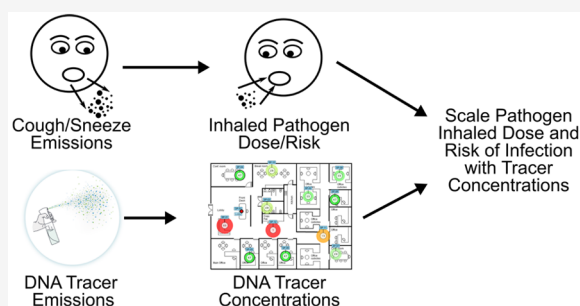 Cough/Sneeze
Emissions
Inhaled Pathogen
Dose/Risk
Scale Pathogen
Inhaled Dose and
Risk of Infection
with Tracer
Concentrations
DNA Tracer
Emissions
DNA Tracer
Concentrations